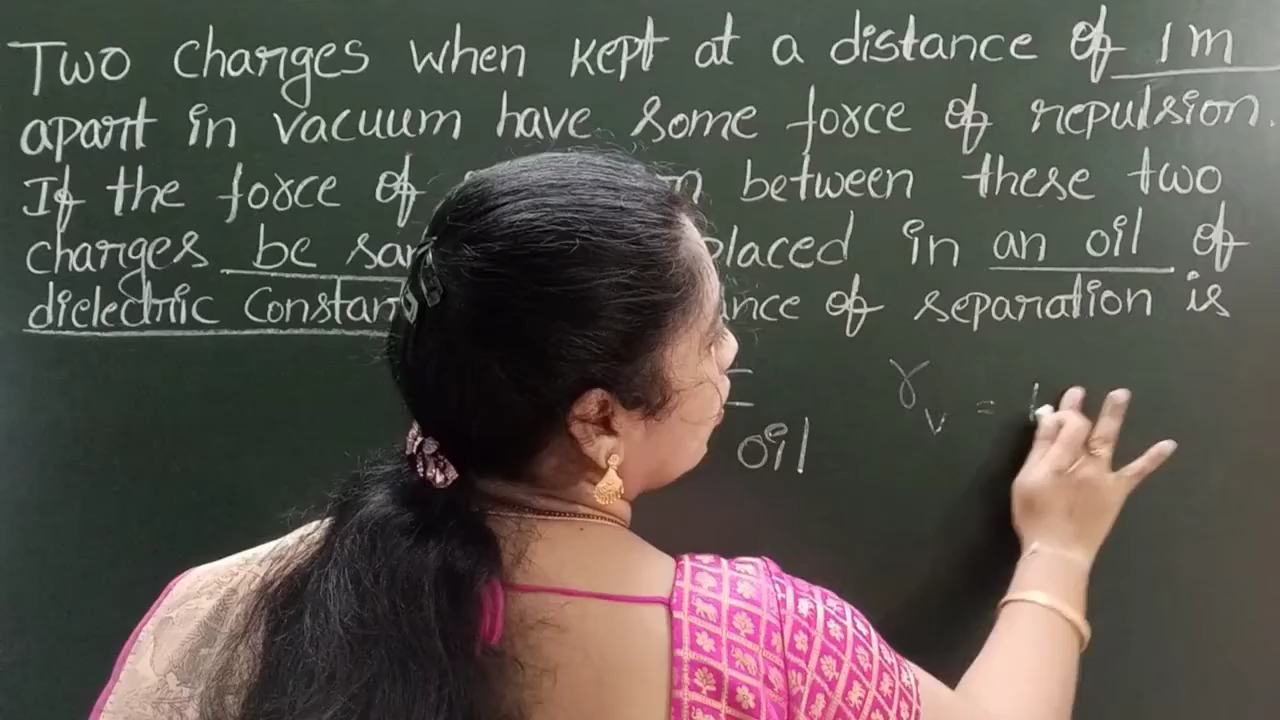 Two charges when kept at a distance of 1m
apart in vacuum have some force of repulsion.
If the force of between these two
charges be placed in an oil of
dielectric constant of separation is
r v =
oil